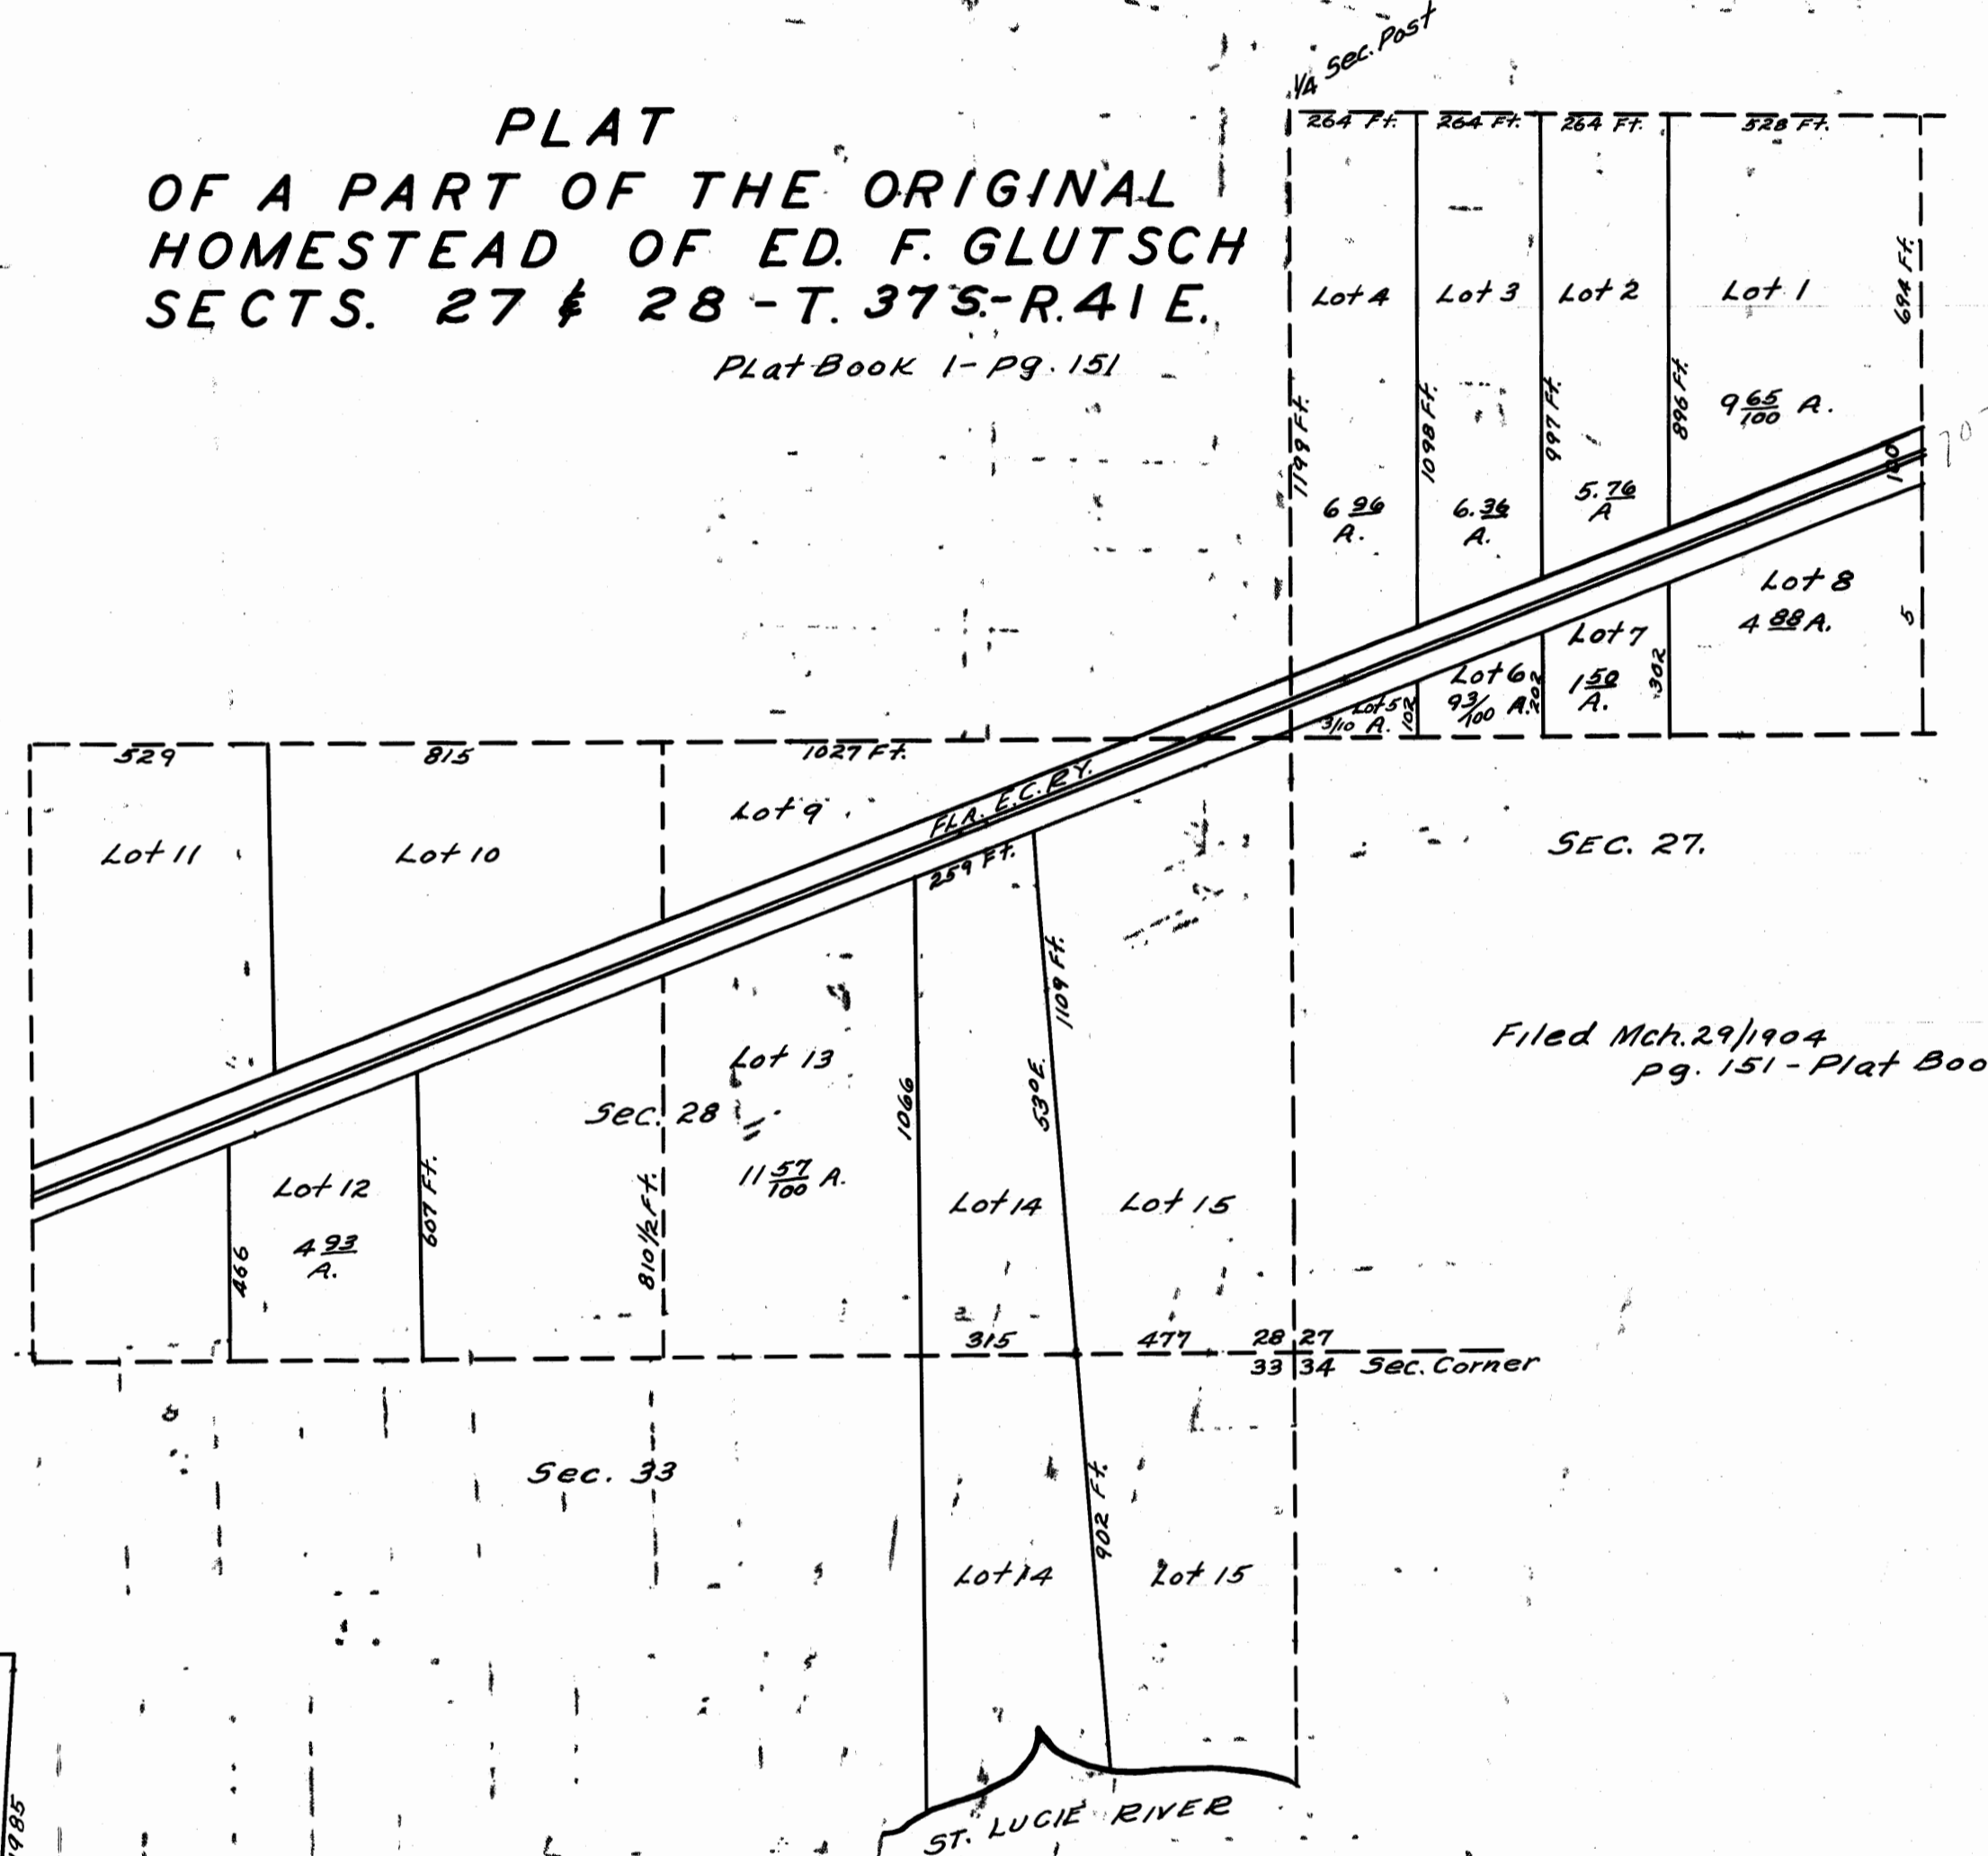 1/4 Sec. Post
PLAT
OF A PART OF THE ORIGINAL
HOMESTEAD OF ED. F. GLUTSCH
SECTS. 27 & 28 - T. 37 S.- R. 41 E.
PLat Book 1 - Pg. 151
264 Ft. 264 Ft. 264 Ft. 528 Ft.
Lot 4 Lot 3 Lot 2 Lot 1
694 Ft.
1199 Ft. 1098 Ft. 997 Ft. 896 Ft.
9 65/100 A.
6 96
A.
6. 36
A.
5. 76
A
100
70
Lot 8
4 88 A.
5
Lot 7
1 50
A.
302
Lot 6
93/100 A.
202
Lot 5
3/10 A.
102
529 815 1027 Ft.
Lot 11 Lot 10 Lot 9
FLA. E.C. RY.
259 Ft.
SEC. 27.
1109 Ft.
53° E.
1066
Filed Mch. 29/1904
Pg. 151 - Plat Boo
Lot 13
Sec. 28
11 57/100 A.
Lot 12
4 93
A.
466
607 Ft.
810 1/2 Ft.
Lot 14 Lot 15
315 477 28 27
33 34 Sec. Corner
Sec. 33
902 Ft.
Lot 14 Lot 15
ST. LUCIE RIVER
985